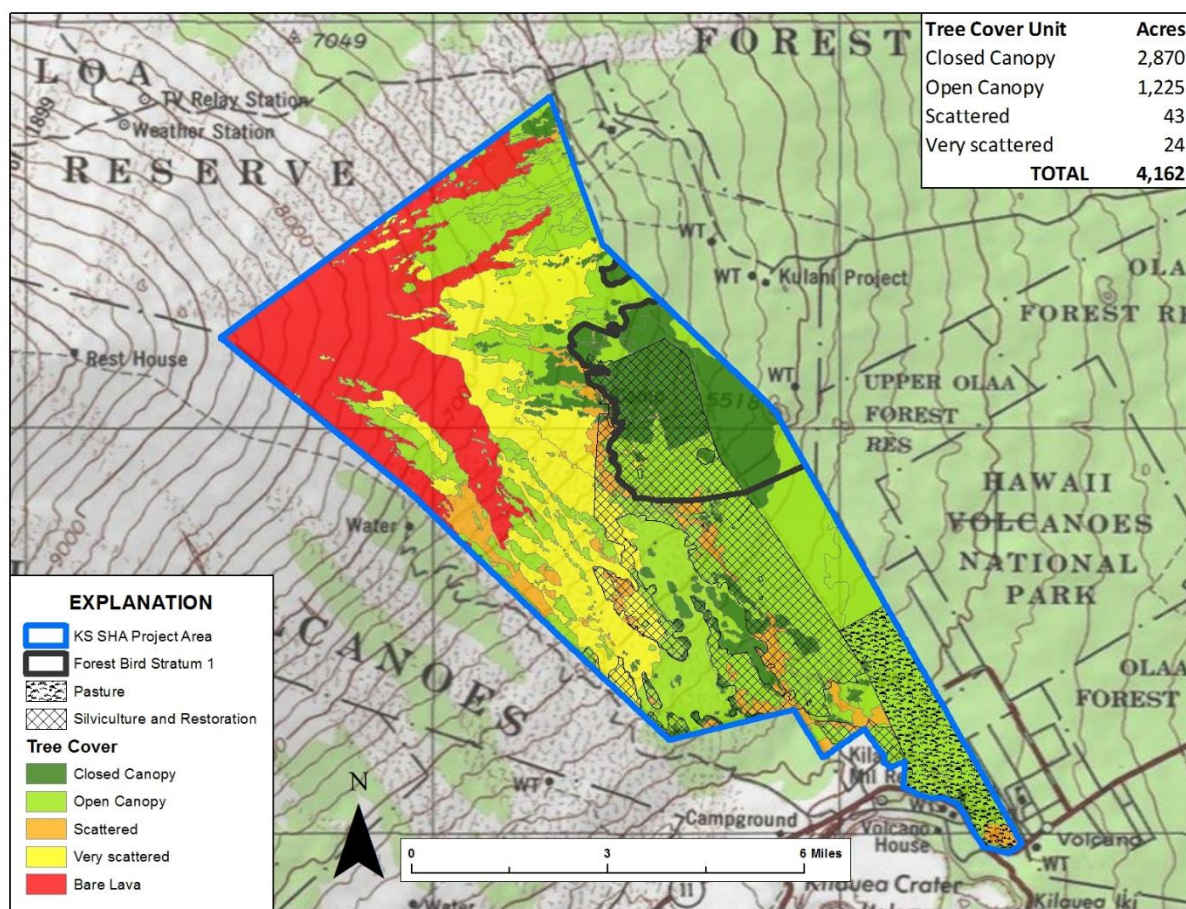 Tree Cover Unit Acres
Closed Canopy 2,870
Open Canopy 1,225
Scattered 43
Very scattered 24
TOTAL 4,162
7049
FOREST
LOA
TV Relay Station
Weather Station
1899
RESERVE
8000
WT
WT
Kulani Project
OLAA
FOREST RE
Rest House
WT
UPPER OLAA
FOREST
RES
5518
HAWAII
VOLCANOES
NATIONAL
PARK
Water
9000
OLAA
FOREST
CANOES
WT
Campground
Volcano
House
Volcano
WT
Kilauea Crater
Kilauea Iki
11
Water
EXPLANATION
KS SHA Project Area
Forest Bird Stratum 1
Pasture
Silviculture and Restoration
Tree Cover
Closed Canopy
Open Canopy
Scattered
Very scattered
Bare Lava
N
0 3 6 Miles